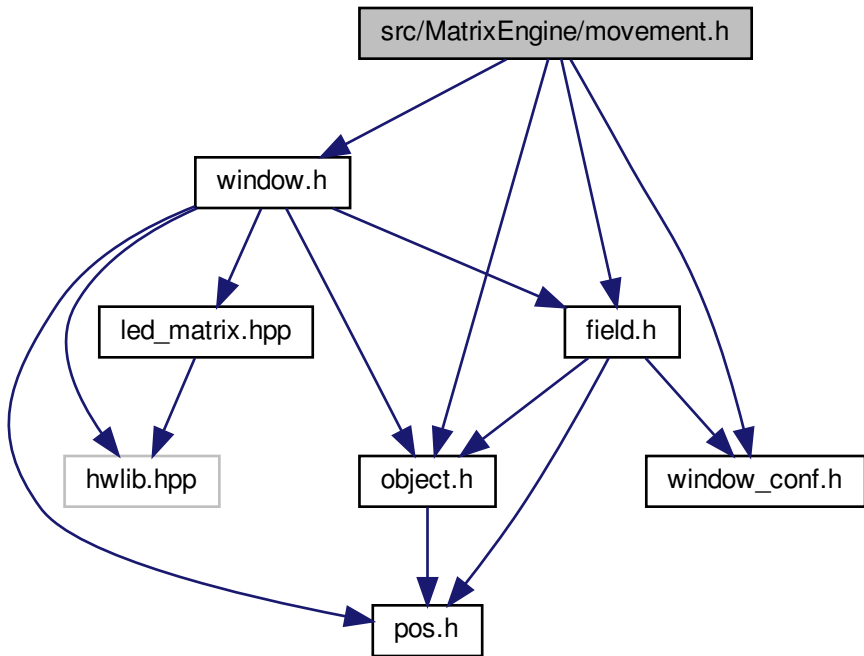 src/MatrixEngine/movement.h
window.h
led_matrix.hpp
field.h
hwlib.hpp
object.h
window_conf.h
pos.h